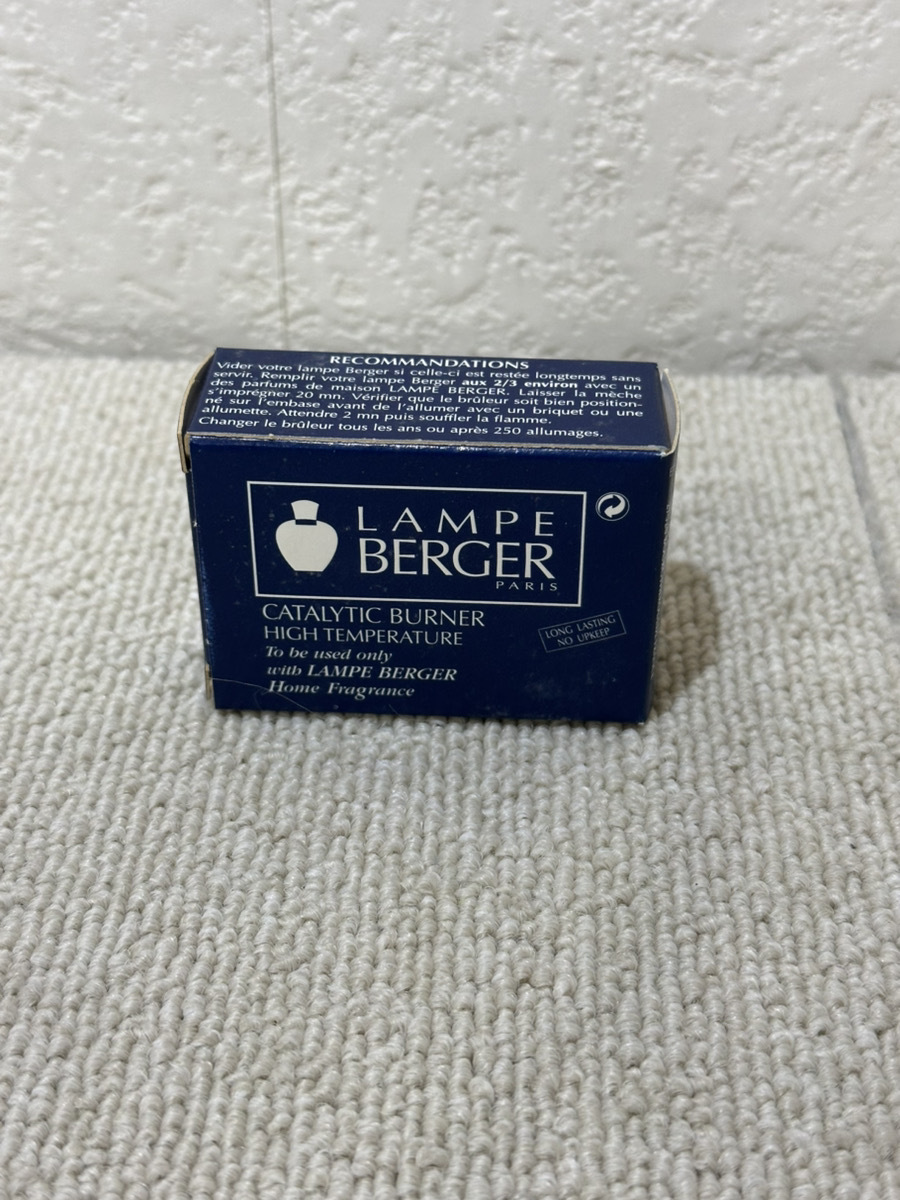 RECOMMANDATIONS
Vider votre lampe Berger si celle-ci est restée longtemps sans
servir. Remplir votre lampe Berger aux 2/3 environ avec un
des parfums de maison LAMPE BERGER. Laisser la mèche
s'imprégner 20 mn. Vérifier que le brûleur soit bien position-
né sur l'embase avant de l'allumer avec un briquet ou une
allumette. Attendre 2 mn puis souffler la flamme.
Changer le brûleur tous les ans ou après 250 allumages.
LAMPE
BERGER
PARIS
CATALYTIC BURNER
HIGH TEMPERATURE
To be used only
with LAMPE BERGER
Home Fragrance
LONG LASTING
NO UPKEEP